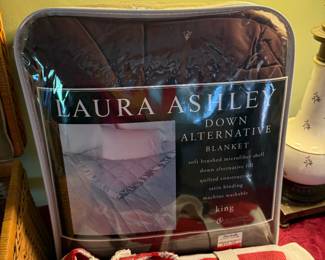 LAURA ASHLEY
DOWN
ALTERNATIVE
BLANKET
soft brushed microfiber shell
down alternative fill
quilted construction
satin binding
machine washable
king